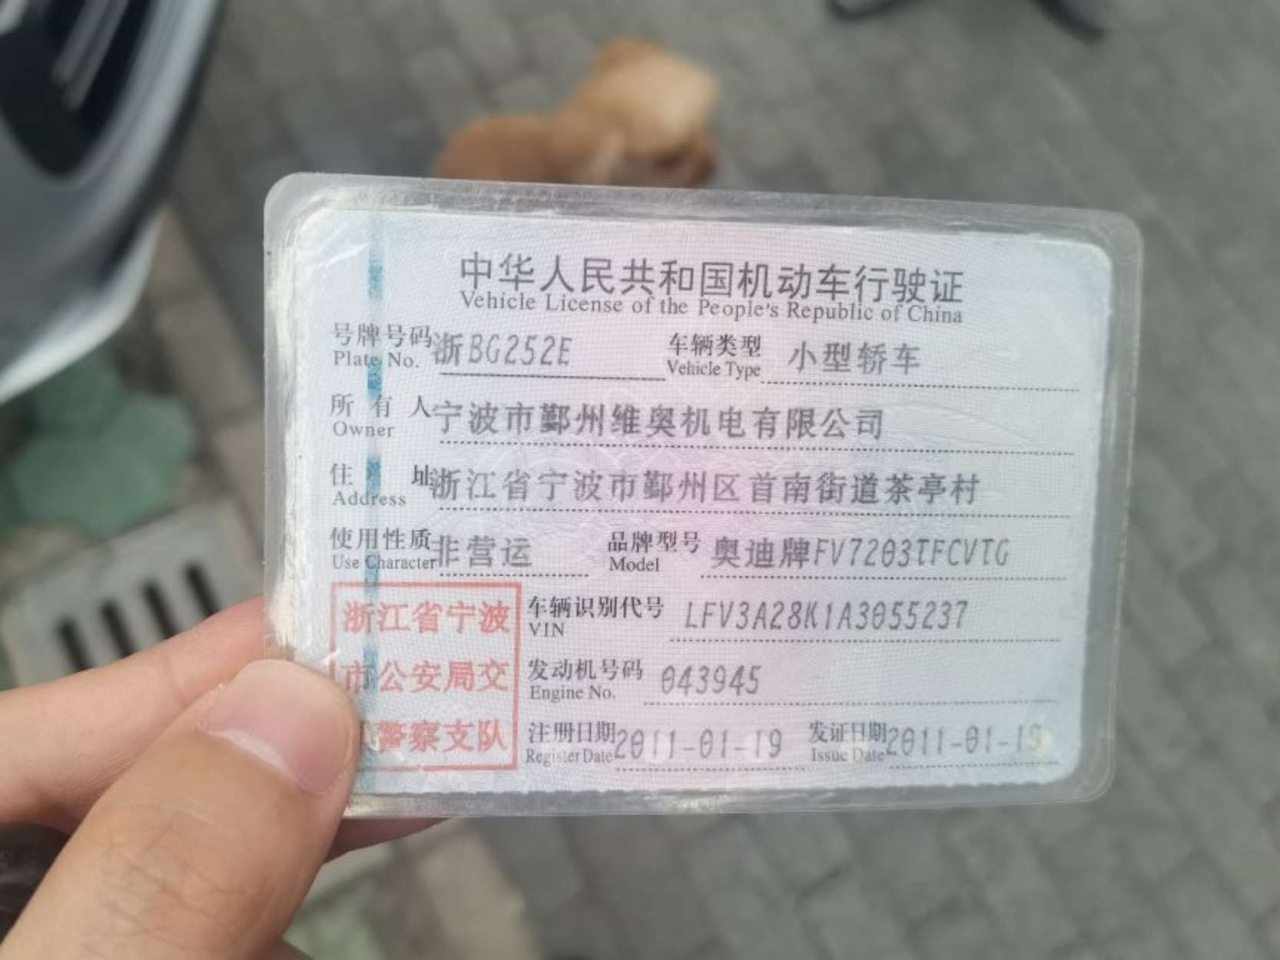 中华人民共和国机动车行驶证
Vehicle License of the People's Republic of China
号牌号码 浙BG252E 车辆类型 小型轿车
Plate No. Vehicle Type
所有人 宁波市鄞州维奥机电有限公司
Owner
住址 浙江省宁波市鄞州区首南街道茶亭村
Address
使用性质 非营运 品牌型号 奥迪牌FV7203TFCVTG
Use Character Model
浙江省宁波
市公安局交
警察支队
车辆识别代号 LFV3A28K1A3055237
VIN
发动机号码 043945
Engine No.
注册日期 2011-01-19 发证日期 2011-01-19
Register Date Issue Date